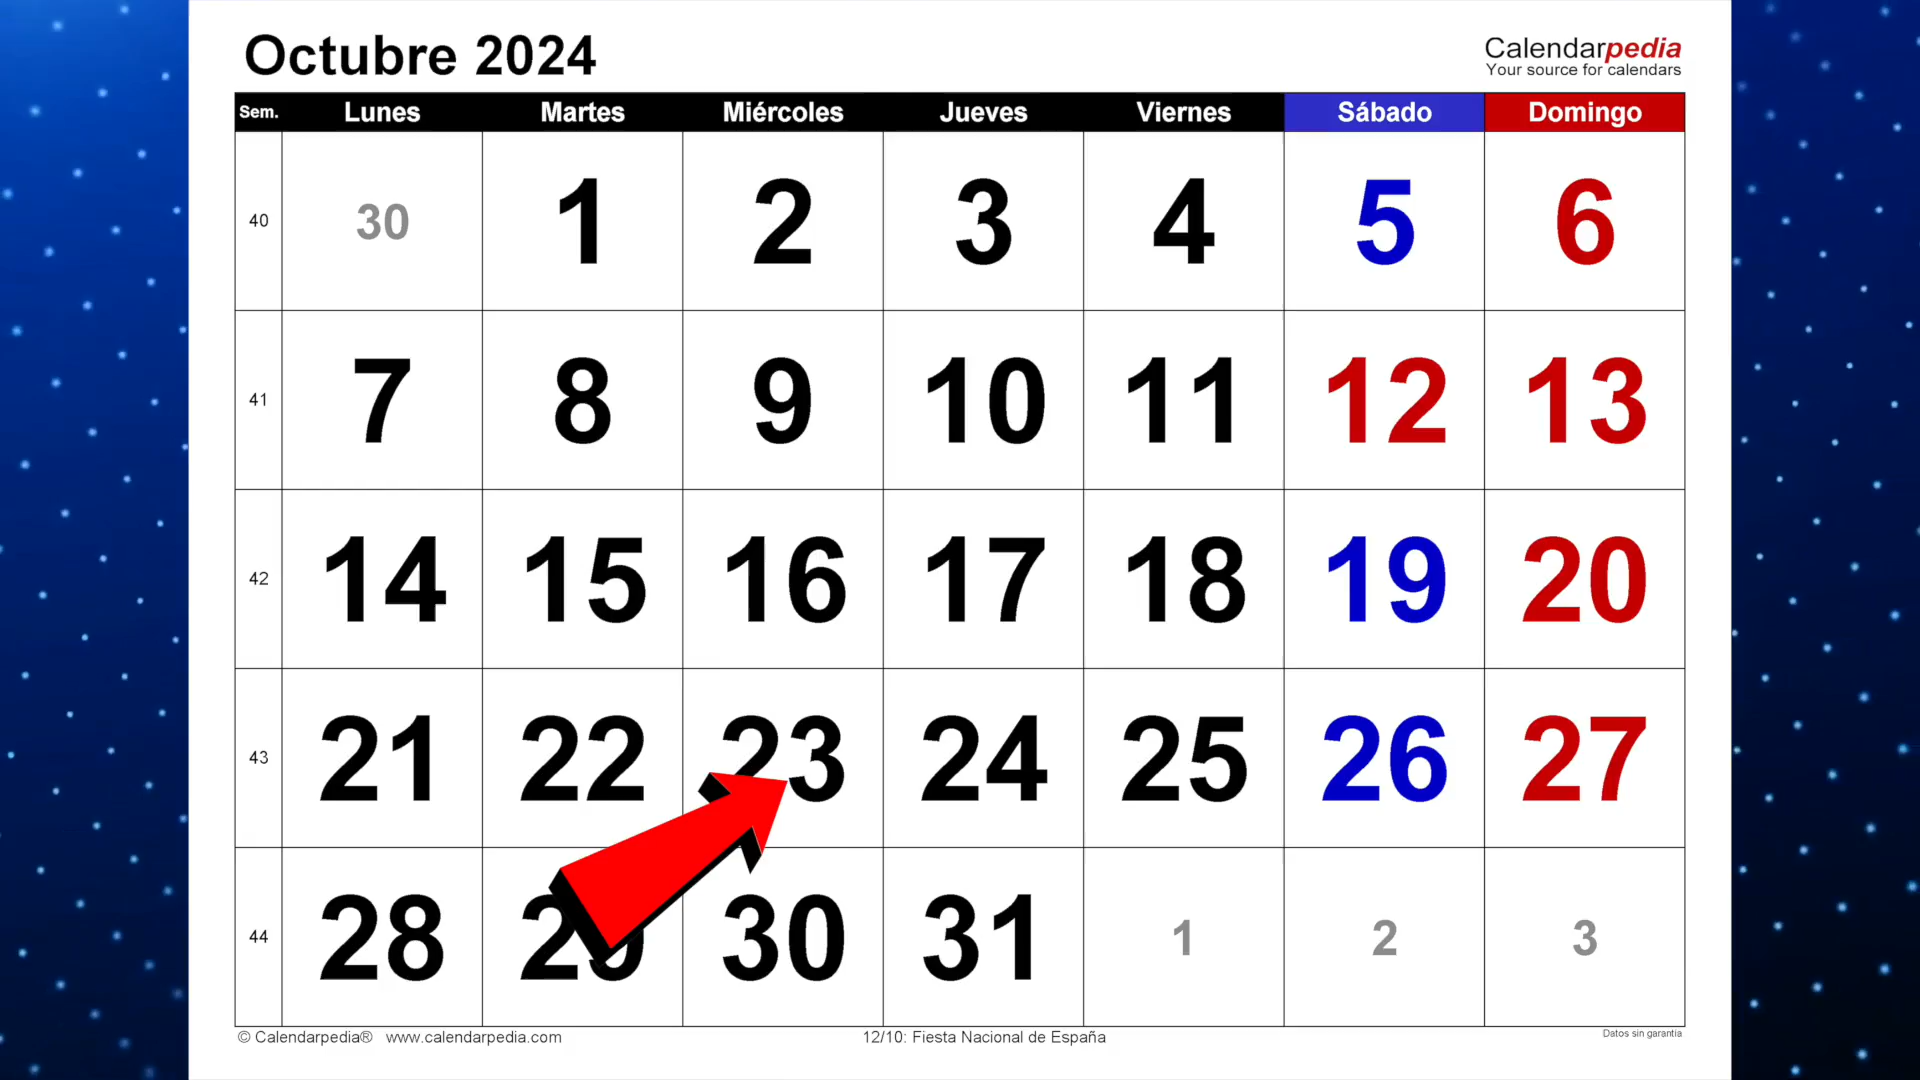 Octubre 2024
Calendarpedia
Your source for calendars
Sem. Lunes Martes Miércoles Jueves Viernes Sábado Domingo
40 30 1 2 3 4 5 6
41 7 8 9 10 11 12 13
42 14 15 16 17 18 19 20
43 21 22 23 24 25 26 27
44 28 29 30 31 1 2 3
© Calendarpedia® www.calendarpedia.com 12/10: Fiesta Nacional de España Datos sin garantía